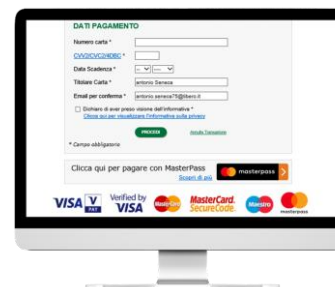 DATI PAGAMENTO
Numero carta *
CVV2/CVC2/4DBC *
Data Scadenza * -- ----
Titolare Carta * antonio Seneca
Email per conferma * antonio.seneca75@libero.it
Dichiaro di aver preso visione dell'informativa *
Clicca qui per visualizzare l'informativa sulla privacy
PROCEDI Annulla Transazione
* Campo obbligatorio
Clicca qui per pagare con MasterPass
Scopri di più
masterpass
VISA V PAY Verified by VISA MasterCard MasterCard. SecureCode. Maestro masterpass